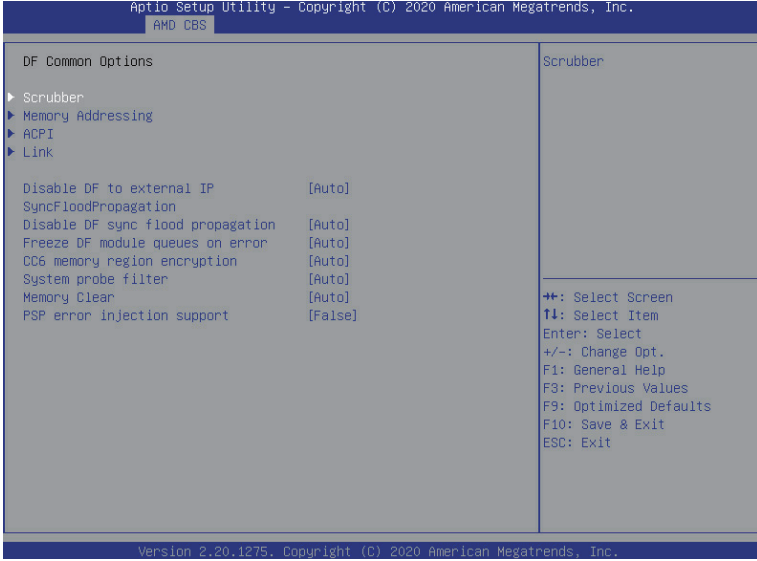 Aptio Setup Utility – Copyright (C) 2020 American Megatrends, Inc.
AMD CBS
DF Common Options
Scrubber
Memory Addressing
ACPI
Link
Disable DF to external IP [Auto]
SyncFloodPropagation
Disable DF sync flood propagation [Auto]
Freeze DF module queues on error [Auto]
CC6 memory region encryption [Auto]
System probe filter [Auto]
Memory Clear [Auto]
PSP error injection support [False]
Scrubber
→←: Select Screen
↑↓: Select Item
Enter: Select
+/-: Change Opt.
F1: General Help
F3: Previous Values
F9: Optimized Defaults
F10: Save & Exit
ESC: Exit
Version 2.20.1275. Copyright (C) 2020 American Megatrends, Inc.